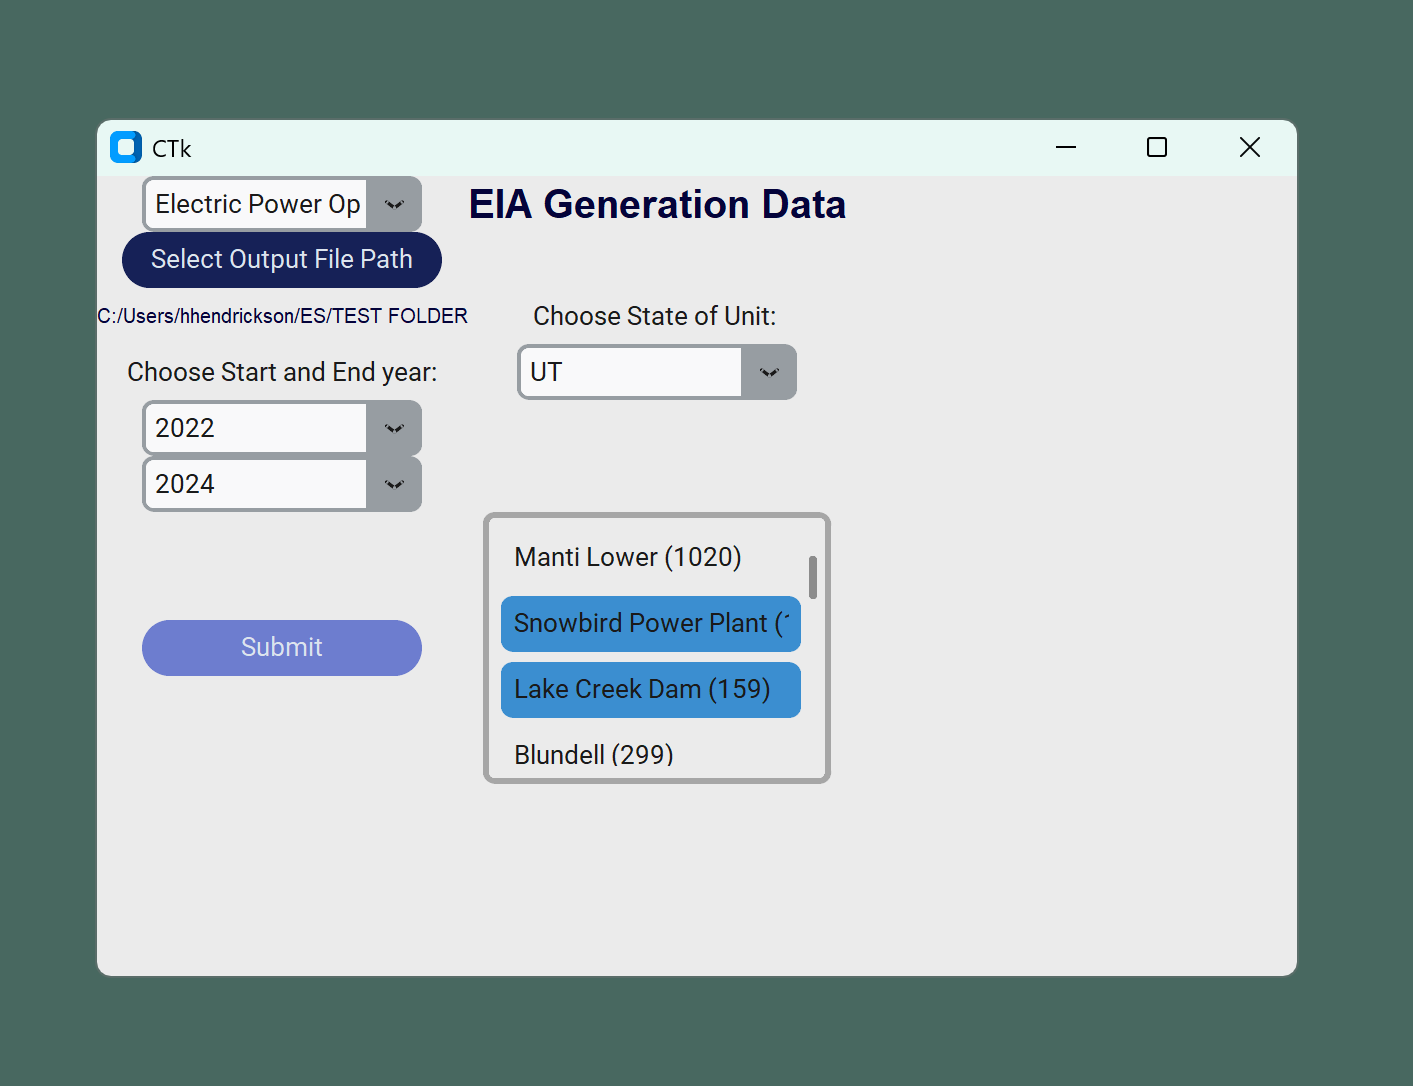 CTk
Electric Power Op
EIA Generation Data
Select Output File Path
C:/Users/hhendrickson/ES/TEST FOLDER
Choose State of Unit:
UT
Choose Start and End year:
2022
2024
Manti Lower (1020)
Snowbird Power Plant (
Lake Creek Dam (159)
Blundell (299)
Submit